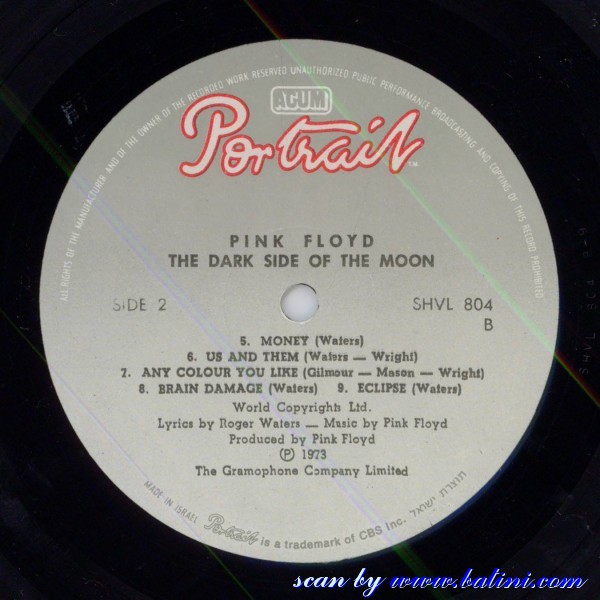 ALL RIGHTS OF THE MANUFACTURER AND OF THE OWNER OF THE RECORDED WORK RESERVED UNAUTHORIZED PUBLIC PERFORMANCE BROADCASTING AND COPYING OF THIS RECORD PROHIBITED
ACUM
Portrait
TM
PINK FLOYD
THE DARK SIDE OF THE MOON
SIDE 2
SHVL 804
B
5. MONEY (Waters)
6. US AND THEM (Waters — Wright)
7. ANY COLOUR YOU LIKE (Gilmour — Mason — Wright)
8. BRAIN DAMAGE (Waters) 9. ECLIPSE (Waters)
World Copyrights Ltd.
Lyrics by Roger Waters — Music by Pink Floyd
Produced by Pink Floyd
Ⓟ 1973
The Gramophone Company Limited
MADE IN ISRAEL
Portrait is a trademark of CBS Inc.
SHVL 804
scan by www.batini.com